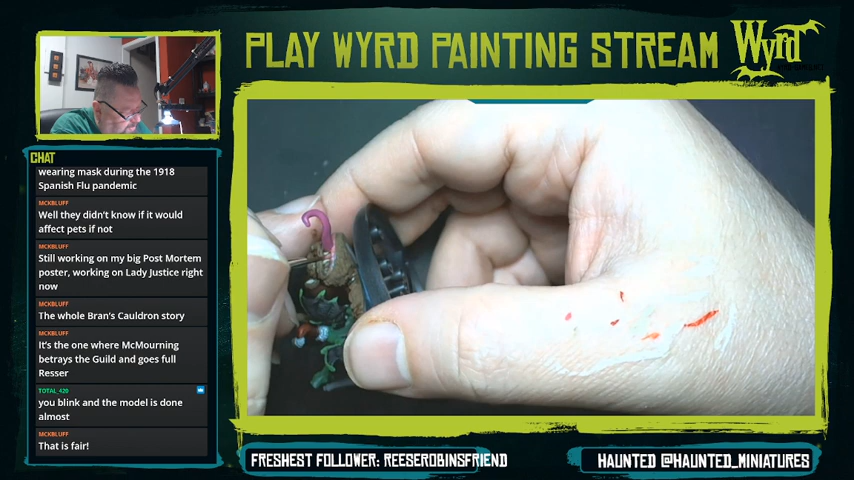 PLAY WYRD PAINTING STREAM
Wyrd
CHAT
wearing mask during the 1918
Spanish Flu pandemic
MCKBLUFF
Well they didn't know if it would
affect pets if not
MCKBLUFF
Still working on my big Post Mortem
poster, working on Lady Justice right
now
MCKBLUFF
The whole Bran's Cauldron story
MCKBLUFF
It's the one where McMourning
betrays the Guild and goes full
Resser
TOTAL_420
you blink and the model is done
almost
MCKBLUFF
That is fair!
FRESHEST FOLLOWER: REESEROBINSFRIEND
HAUNTED @HAUNTED_MINIATURES